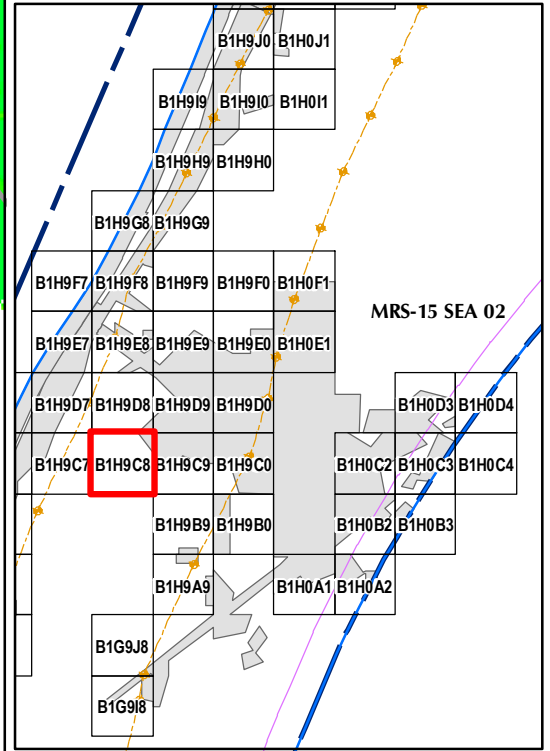 B1H9J0 B1H0J1
B1H9I9 B1H9I0 B1H0I1
B1H9H9 B1H9H0
B1H9G8 B1H9G9
B1H9F7 B1H9F8 B1H9F9 B1H9F0 B1H0F1
MRS-15 SEA 02
B1H9E7 B1H9E8 B1H9E9 B1H9E0 B1H0E1
B1H9D7 B1H9D8 B1H9D9 B1H9D0 B1H0D3 B1H0D4
B1H9C7 B1H9C8 B1H9C9 B1H9C0 B1H0C2 B1H0C3 B1H0C4
B1H9B9 B1H9B0 B1H0B2 B1H0B3
B1H9A9 B1H0A1 B1H0A2
B1G9J8
B1G9I8